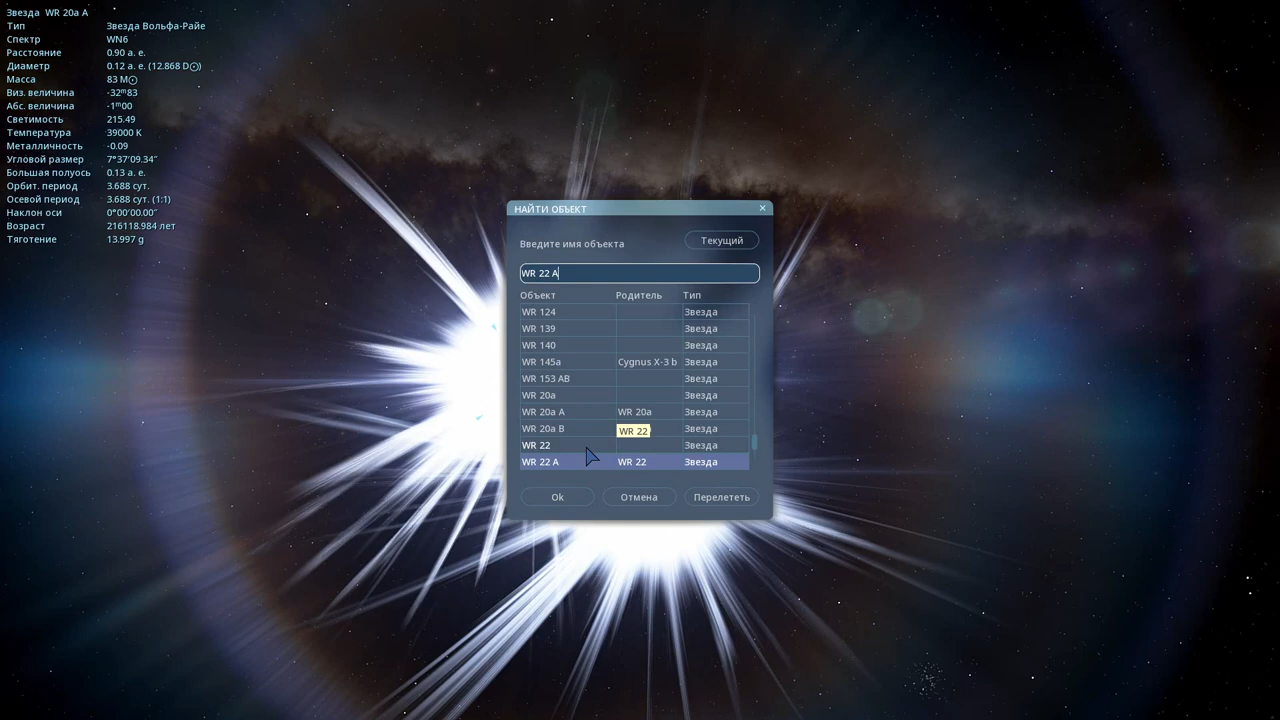 Звезда WR 20a A
Тип Звезда Вольфа-Райе
Спектр WN6
Расстояние 0.90 а. е.
Диаметр 0.12 а. е. (12.868 D☉)
Масса 83 M☉
Виз. величина -32ᵐ83
Абс. величина -1ᵐ00
Светимость 215.49
Температура 39000 K
Металличность -0.09
Угловой размер 7°37′09.34″
Большая полуось 0.13 а. е.
Орбит. период 3.688 сут.
Осевой период 3.688 сут. (1:1)
Наклон оси 0°00′00.00″
Возраст 216118.984 лет
Тяготение 13.997 g
НАЙТИ ОБЪЕКТ
Введите имя объекта Текущий
WR 22 A
Объект Родитель Тип
WR 124 Звезда
WR 139 Звезда
WR 140 Звезда
WR 145a Cygnus X-3 b Звезда
WR 153 AB Звезда
WR 20a Звезда
WR 20a A WR 20a Звезда
WR 20a B Звезда
WR 22
WR 22 Звезда
WR 22 A WR 22 Звезда
Ok Отмена Перелететь